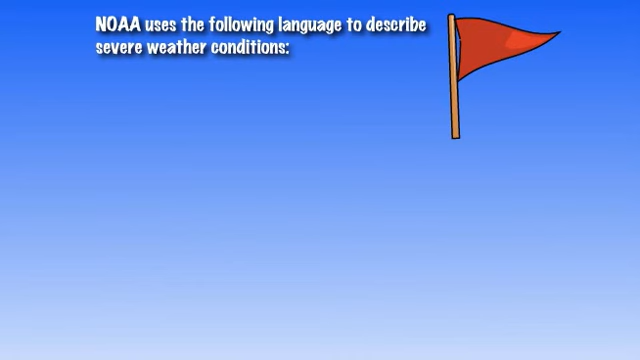 NOAA uses the following language to describe
severe weather conditions: